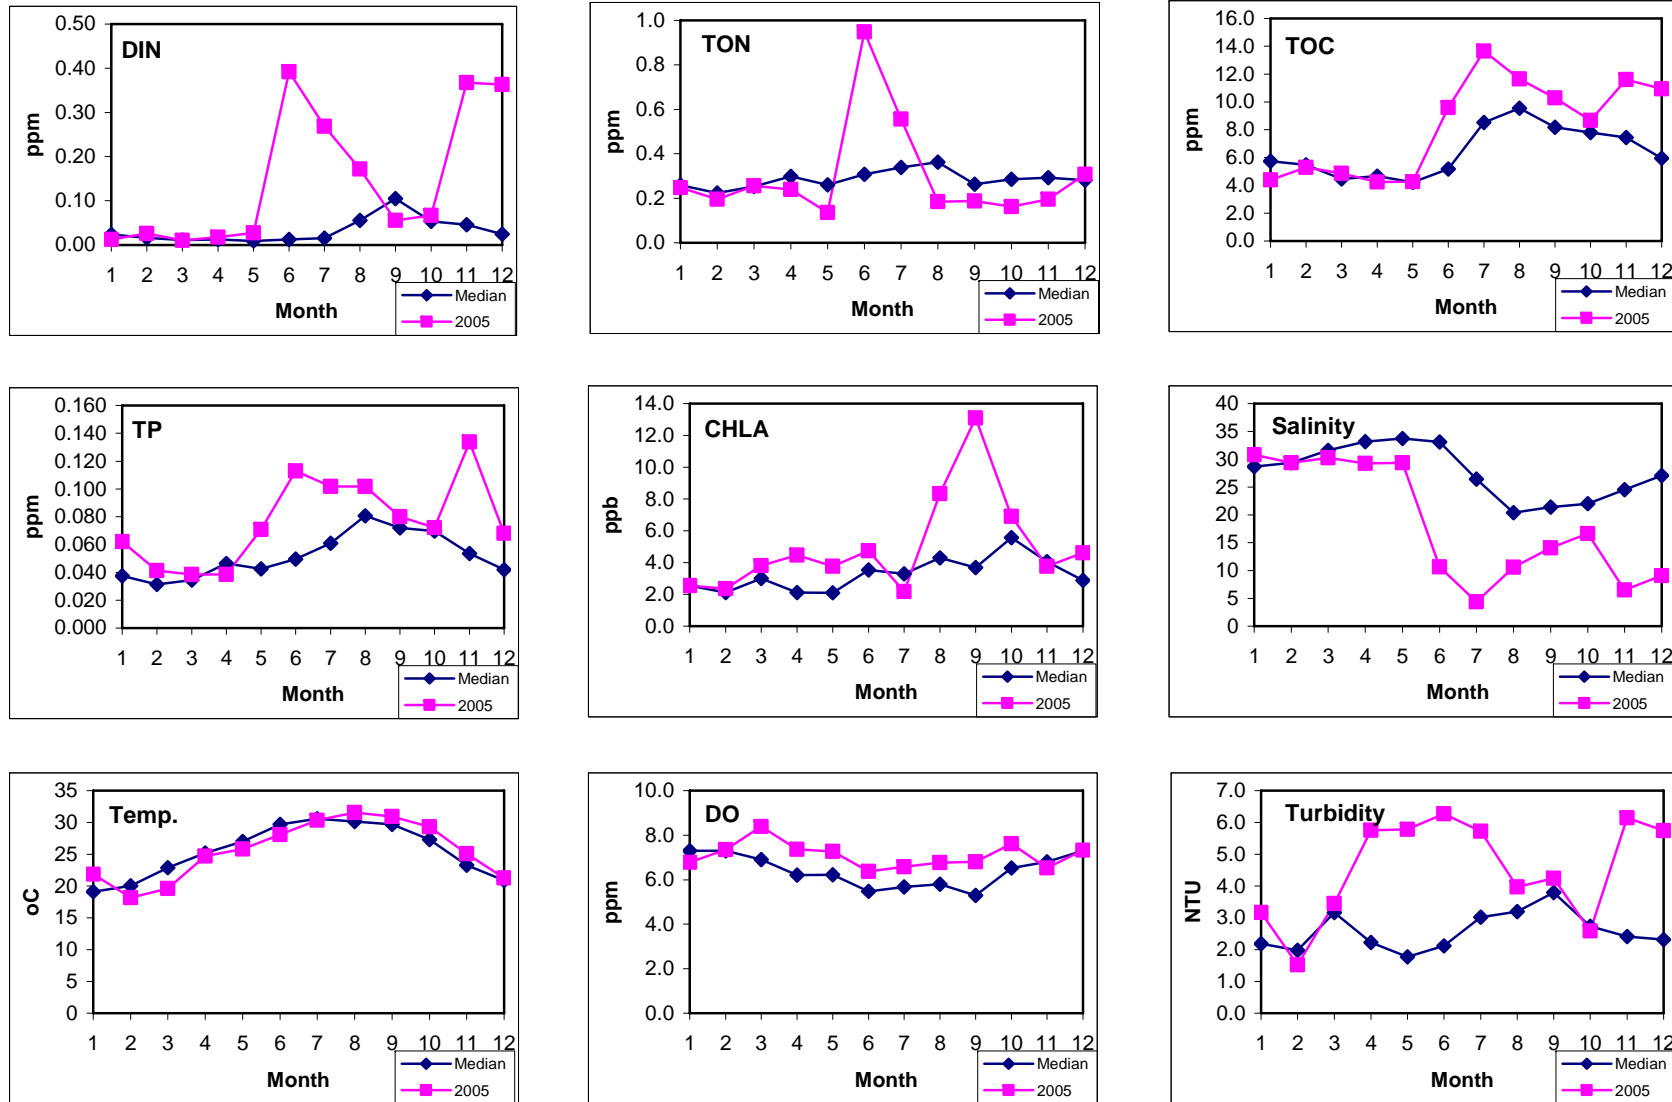 DIN
0.50
0.40
0.30
0.20
0.10
0.00
ppm
1 2 3 4 5 6 7 8 9 10 11 12
Month
Median
2005
TON
1.0
0.8
0.6
0.4
0.2
0.0
ppm
1 2 3 4 5 6 7 8 9 10 11 12
Month
Median
2005
TOC
16.0
14.0
12.0
10.0
8.0
6.0
4.0
2.0
0.0
ppm
1 2 3 4 5 6 7 8 9 10 11 12
Month
Median
2005
TP
0.160
0.140
0.120
0.100
0.080
0.060
0.040
0.020
0.000
ppm
1 2 3 4 5 6 7 8 9 10 11 12
Month
Median
2005
CHLA
14.0
12.0
10.0
8.0
6.0
4.0
2.0
0.0
ppb
1 2 3 4 5 6 7 8 9 10 11 12
Month
Median
2005
Salinity
40
35
30
25
20
15
10
5
0
1 2 3 4 5 6 7 8 9 10 11 12
Month
Median
2005
Temp.
35
30
25
20
15
10
5
0
oC
1 2 3 4 5 6 7 8 9 10 11 12
Month
Median
2005
DO
10.0
8.0
6.0
4.0
2.0
0.0
ppm
1 2 3 4 5 6 7 8 9 10 11 12
Month
Median
2005
Turbidity
7.0
6.0
5.0
4.0
3.0
2.0
1.0
0.0
NTU
1 2 3 4 5 6 7 8 9 10 11 12
Month
Median
2005